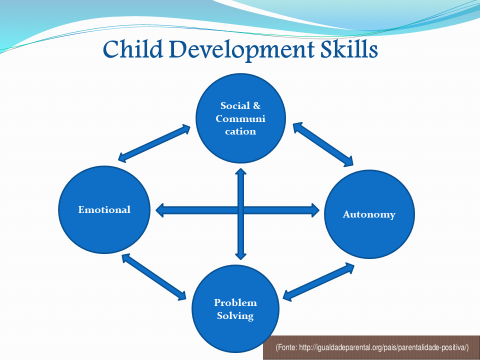 Child Development Skills
Social &
Communi
cation
Emotional
Autonomy
Problem
Solving
(Fonte: http://igualdadeparental.org/pais/parentalidade-positiva/)